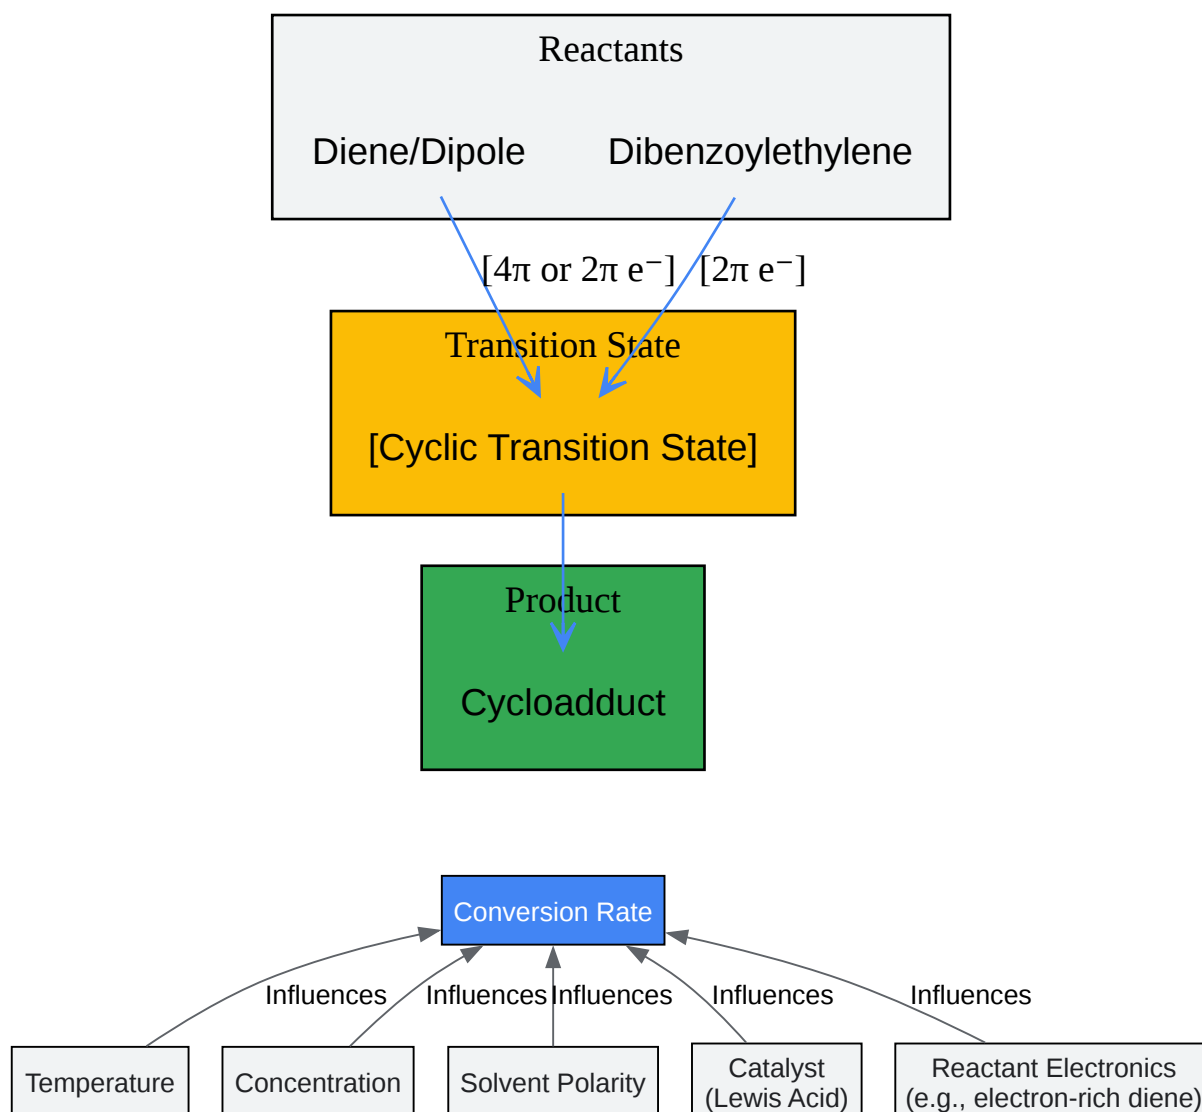 Reactants
Diene/Dipole
Dibenzoylethylene
[4π or 2π e⁻]
[2π e⁻]
Transition State
[Cyclic Transition State]
Product
Cycloadduct
Conversion Rate
Influences
Influences
Influences
Influences
Influences
Temperature
Concentration
Solvent Polarity
Catalyst
(Lewis Acid)
Reactant Electronics
(e.g., electron-rich diene)